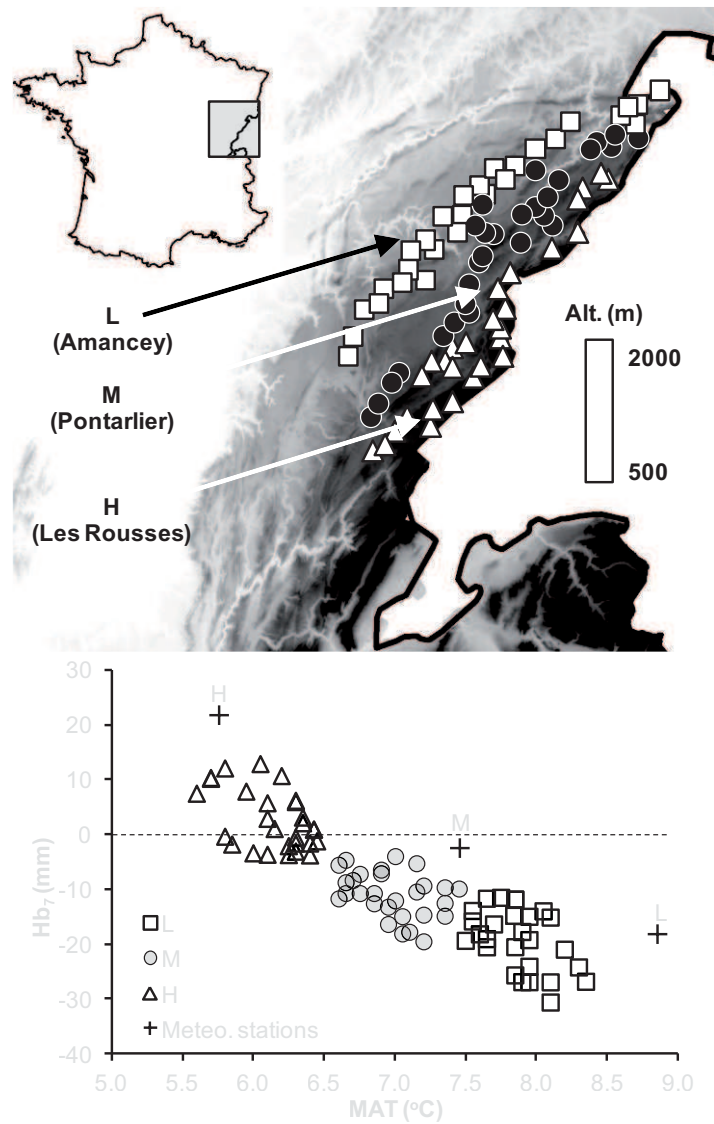 L
(Amancey)
M
(Pontarlier)
H
(Les Rousses)
Alt. (m)
2000
500
30
20
10
0
-10
-20
-30
-40
Hb₇ (mm)
H
M
L
L
M
H
Meteo. stations
5.0 5.5 6.0 6.5 7.0 7.5 8.0 8.5 9.0
MAT (ºC)